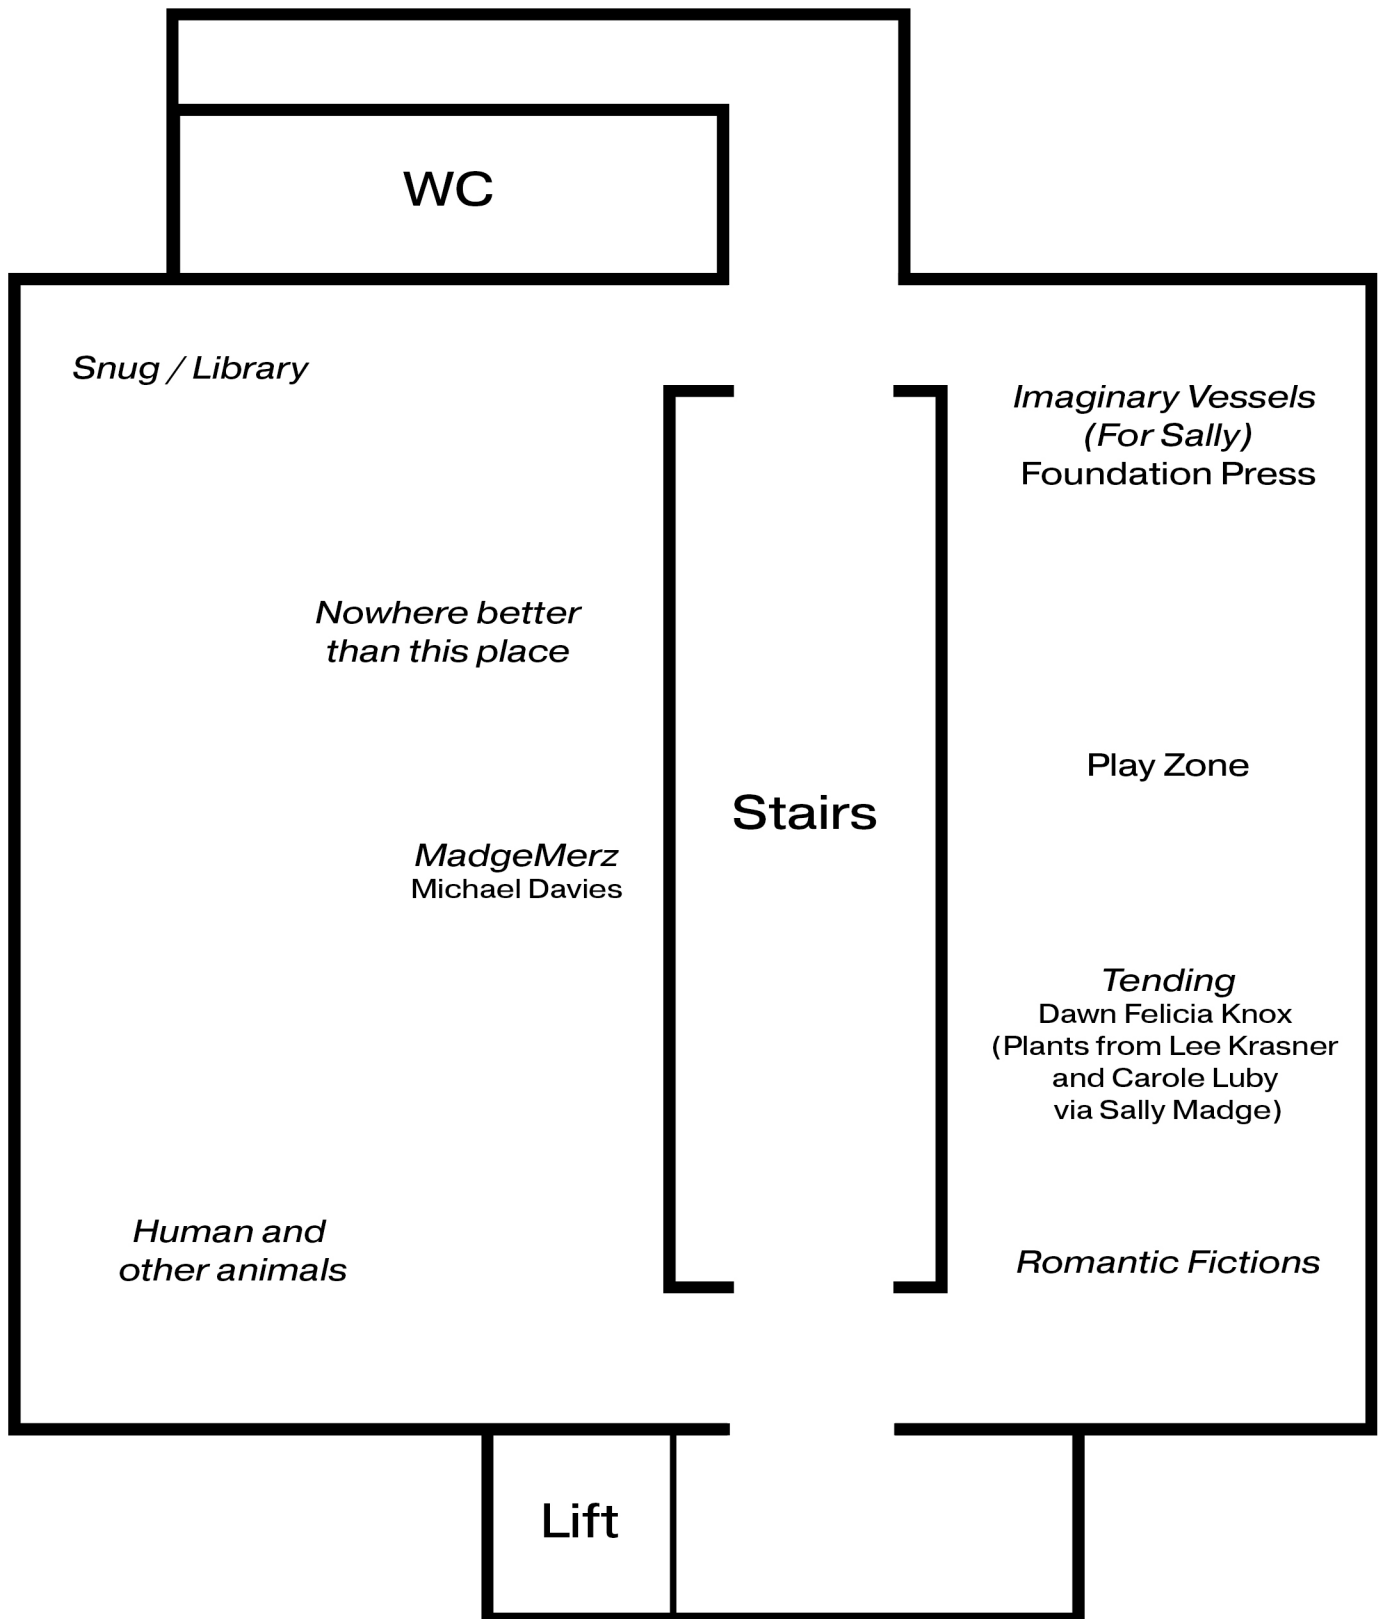 WC
Snug / Library
Imaginary Vessels
(For Sally)
Foundation Press
Nowhere better
than this place
Play Zone
Stairs
MadgeMerz
Michael Davies
Tending
Dawn Felicia Knox
(Plants from Lee Krasner
and Carole Luby
via Sally Madge)
Human and
other animals
Romantic Fictions
Lift